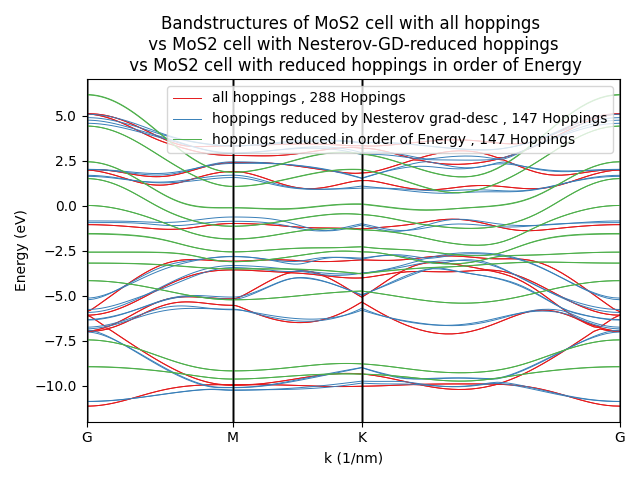 Bandstructures of MoS2 cell with all hoppings
vs MoS2 cell with Nesterov-GD-reduced hoppings
vs MoS2 cell with reduced hoppings in order of Energy
all hoppings , 288 Hoppings
hoppings reduced by Nesterov grad-desc , 147 Hoppings
hoppings reduced in order of Energy , 147 Hoppings
5.0
2.5
0.0
−2.5
−5.0
−7.5
−10.0
Energy (eV)
G M K G
k (1/nm)